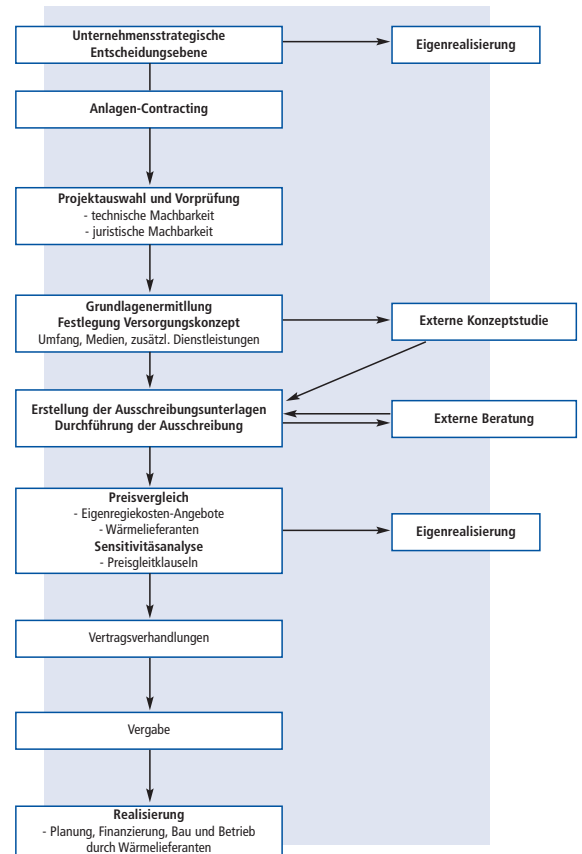 Unternehmensstrategische
Entscheidungsebene
Eigenrealisierung
Anlagen-Contracting
Projektauswahl und Vorprüfung
- technische Machbarkeit
- juristische Machbarkeit
Grundlagenermitllung
Festlegung Versorgungskonzept
Umfang, Medien, zusätzl. Dienstleistungen
Externe Konzeptstudie
Erstellung der Ausschreibungsunterlagen
Durchführung der Ausschreibung
Externe Beratung
Preisvergleich
- Eigenregiekosten-Angebote
- Wärmelieferanten
Sensitivitäsanalyse
- Preisgleitklauseln
Eigenrealisierung
Vertragsverhandlungen
Vergabe
Realisierung
- Planung, Finanzierung, Bau und Betrieb
durch Wärmelieferanten